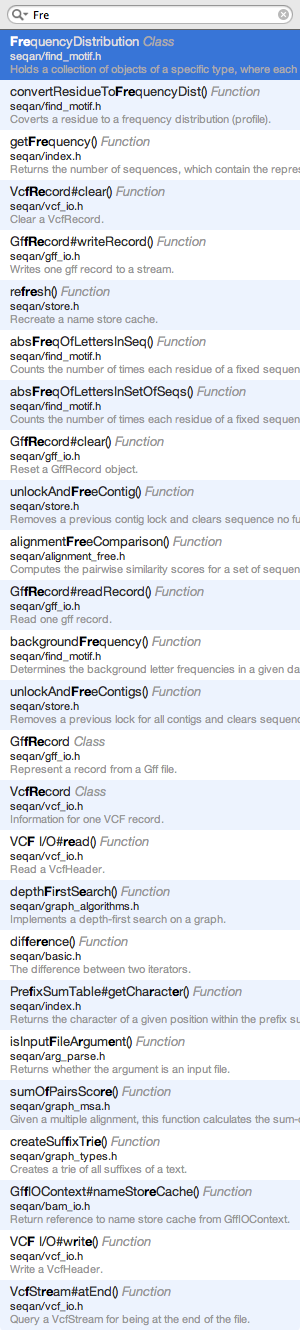 Fre
FrequencyDistribution Class
seqan/find_motif.h
Holds a collection of objects of a specific type, where each
convertResidueToFrequencyDist() Function
seqan/find_motif.h
Coverts a residue to a frequency distribution (profile).
getFrequency() Function
seqan/index.h
Returns the number of sequences, which contain the repres
VcfRecord#clear() Function
seqan/vcf_io.h
Clear a VcfRecord.
GffRecord#writeRecord() Function
seqan/gff_io.h
Writes one gff record to a stream.
refresh() Function
seqan/store.h
Recreate a name store cache.
absFreqOfLettersInSeq() Function
seqan/find_motif.h
Counts the number of times each residue of a fixed sequen
absFreqOfLettersInSetOfSeqs() Function
seqan/find_motif.h
Counts the number of times each residue of a fixed sequen
GffRecord#clear() Function
seqan/gff_io.h
Reset a GffRecord object.
unlockAndFreeContig() Function
seqan/store.h
Removes a previous contig lock and clears sequence no fu
alignmentFreeComparison() Function
seqan/alignment_free.h
Computes the pairwise similarity scores for a set of sequen
GffRecord#readRecord() Function
seqan/gff_io.h
Read one gff record.
backgroundFrequency() Function
seqan/find_motif.h
Determines the background letter frequencies in a given da
unlockAndFreeContigs() Function
seqan/store.h
Removes a previous lock for all contigs and clears sequenc
GffRecord Class
seqan/gff_io.h
Represent a record from a Gff file.
VcfRecord Class
seqan/vcf_io.h
Information for one VCF record.
VCF I/O#read() Function
seqan/vcf_io.h
Read a VcfHeader.
depthFirstSearch() Function
seqan/graph_algorithms.h
Implements a depth-first search on a graph.
difference() Function
seqan/basic.h
The difference between two iterators.
PrefixSumTable#getCharacter() Function
seqan/index.h
Returns the character of a given position within the prefix su
isInputFileArgument() Function
seqan/arg_parse.h
Returns whether the argument is an input file.
sumOfPairsScore() Function
seqan/graph_msa.h
Given a multiple alignment, this function calculates the sum-o
createSuffixTrie() Function
seqan/graph_types.h
Creates a trie of all suffixes of a text.
GffIOContext#nameStoreCache() Function
seqan/bam_io.h
Return reference to name store cache from GffIOContext.
VCF I/O#write() Function
seqan/vcf_io.h
Write a VcfHeader.
VcfStream#atEnd() Function
seqan/vcf_io.h
Query a VcfStream for being at the end of the file.